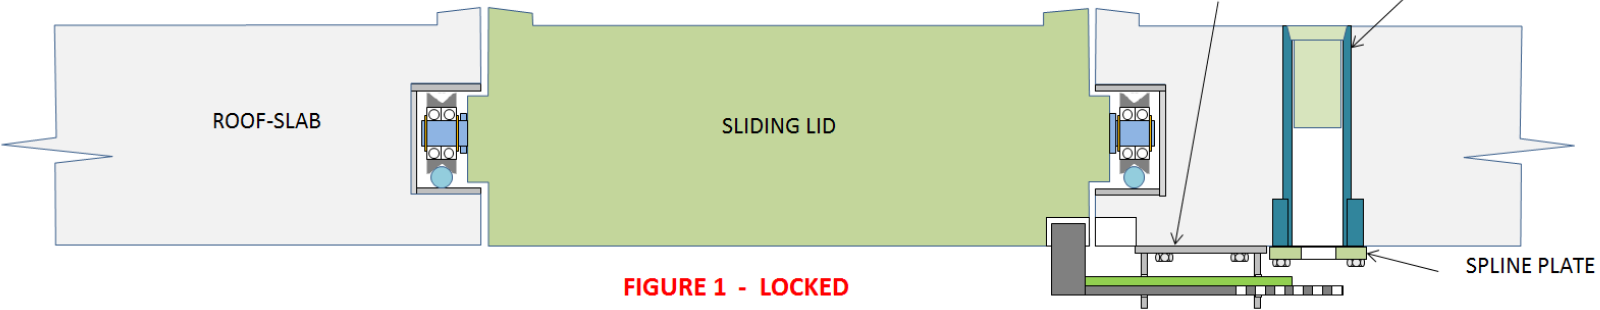 ROOF-SLAB
SLIDING LID
SPLINE PLATE
FIGURE 1 - LOCKED